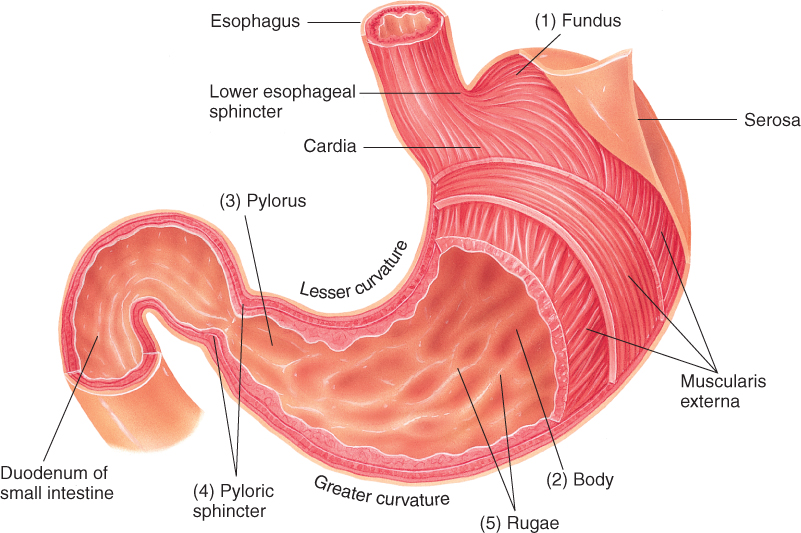 Esophagus
(1) Fundus
Lower esophageal
sphincter
Serosa
Cardia
(3) Pylorus
Lesser curvature
Muscularis
externa
Duodenum of
small intestine
(4) Pyloric
sphincter
Greater curvature
(2) Body
(5) Rugae